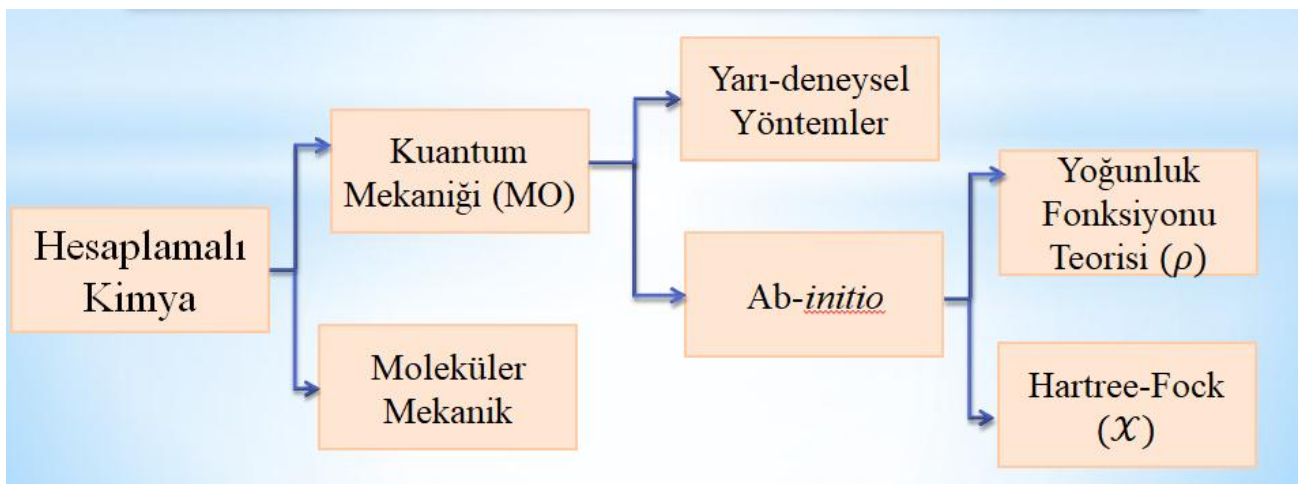 Hesaplamalı
Kimya
Kuantum
Mekaniği (MO)
Moleküler
Mekanik
Yarı-deneysel
Yöntemler
Ab-initio
Yoğunluk
Fonksiyonu
Teorisi (ρ)
Hartree-Fock
(𝒳)